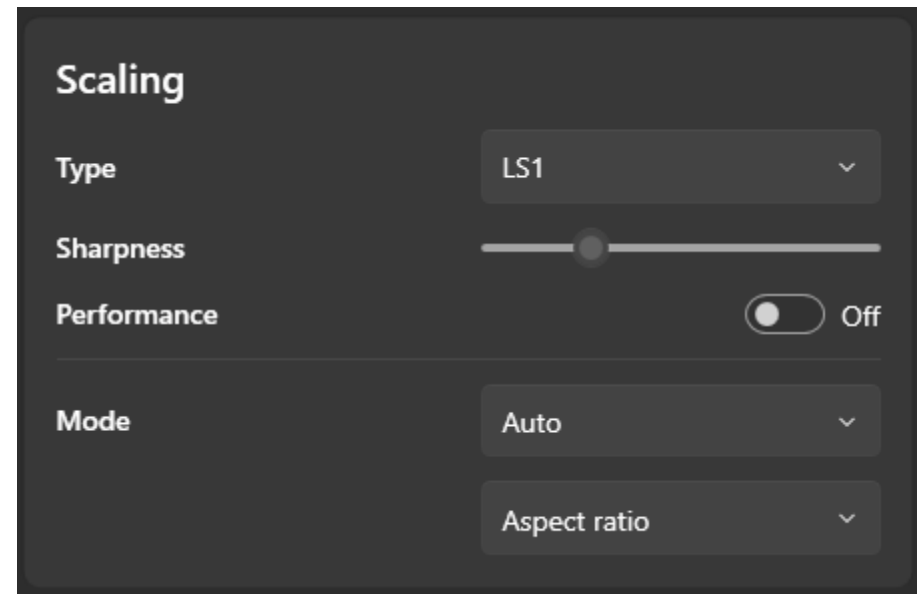 Scaling
Type LS1
Sharpness
Performance Off
Mode Auto
Aspect ratio